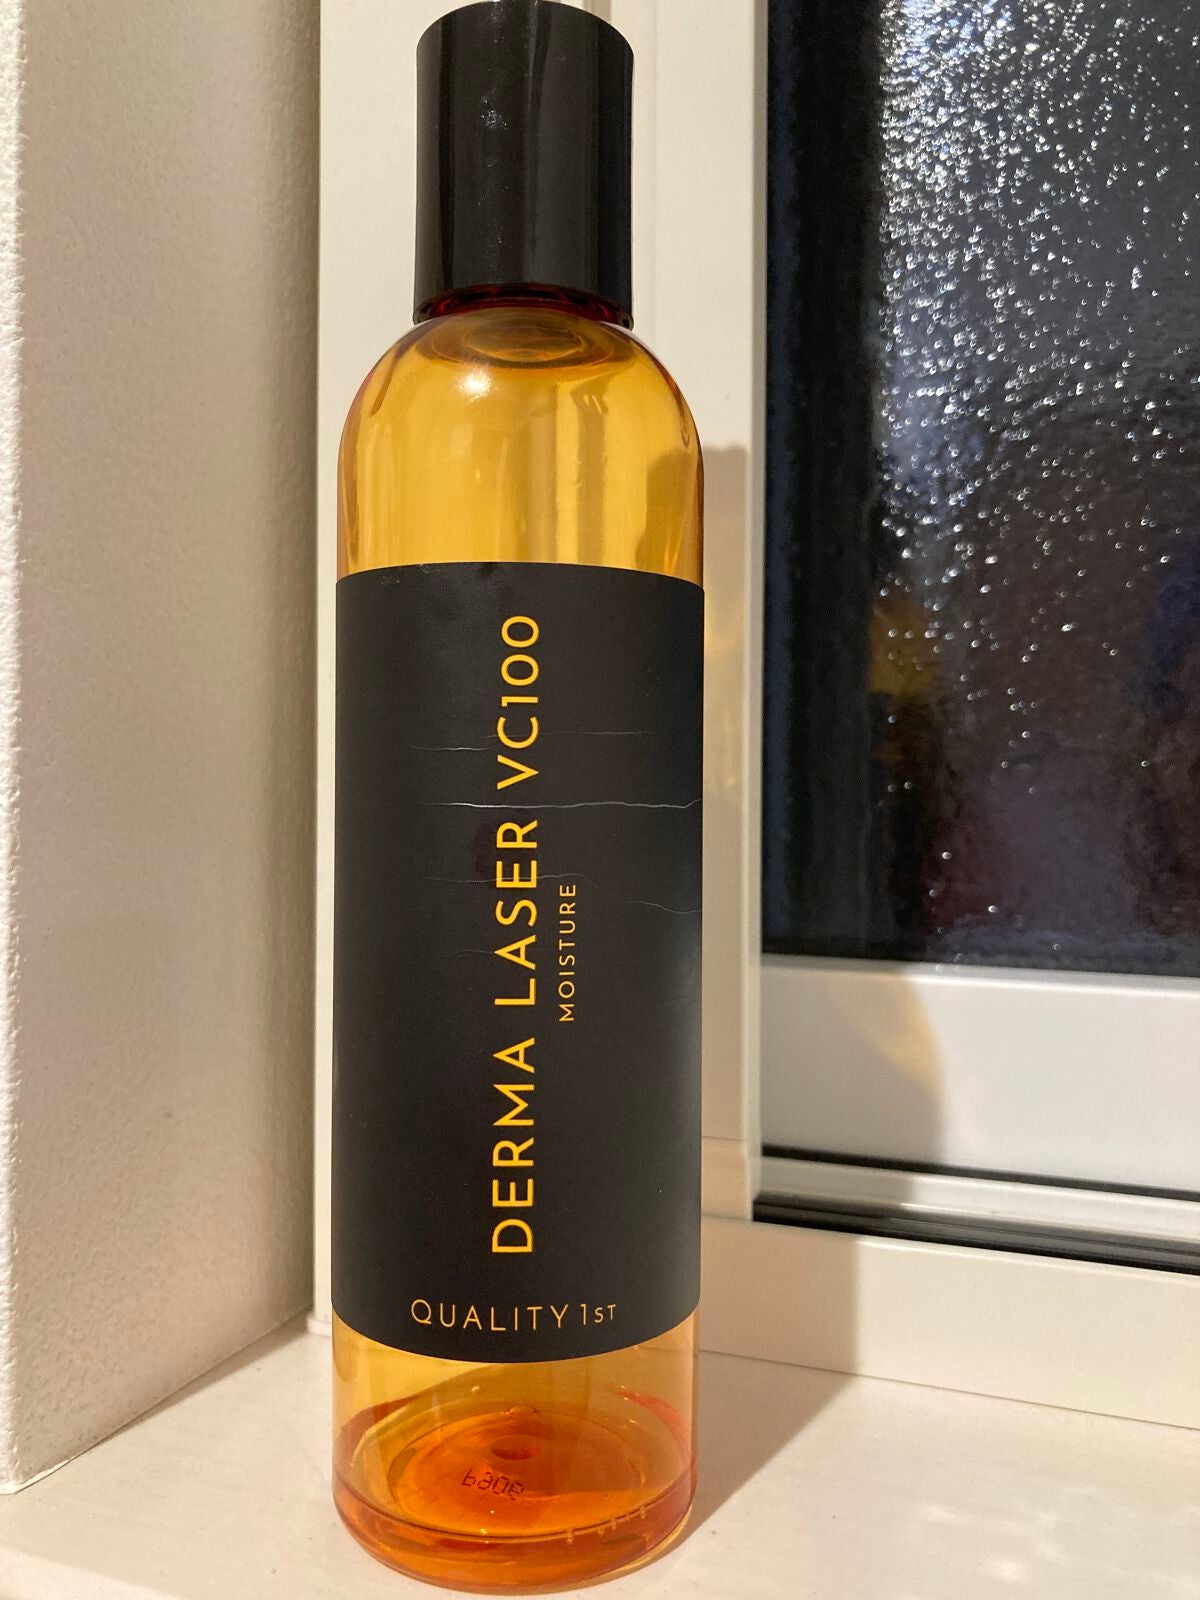 DERMA LASER VC100
MOISTURE
QUALITY 1ST